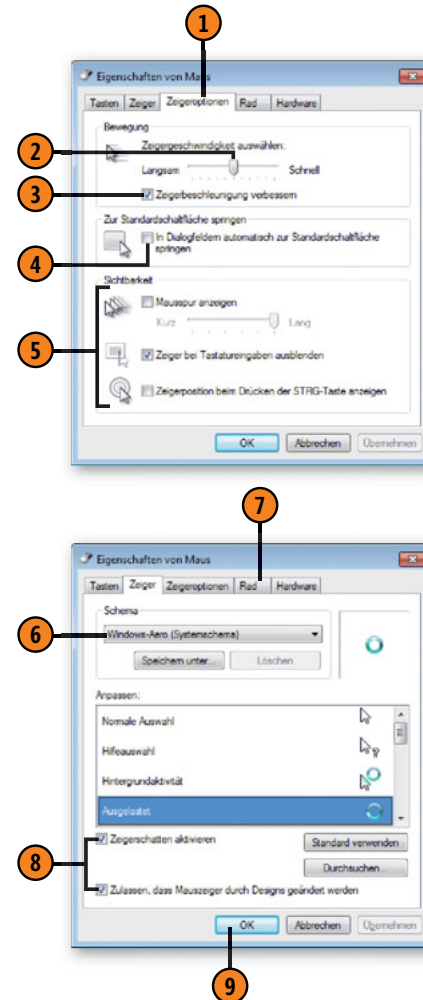 1
Eigenschaften von Maus
Tasten Zeiger Zeigeroptionen Rad Hardware
Bewegung
2
Zeigergeschwindigkeit auswählen:
Langsam Schnell
3
Zeigerbeschleunigung verbessern
Zur Standardschaltfläche springen
4
In Dialogfeldern automatisch zur Standardschaltfläche
springen
Sichtbarkeit
5
Mausspur anzeigen
Kurz Lang
Zeiger bei Tastatureingaben ausblenden
Zeigerposition beim Drücken der STRG-Taste anzeigen
OK Abbrechen Übernehmen
7
Eigenschaften von Maus
Tasten Zeiger Zeigeroptionen Rad Hardware
Schema
6
Windows-Aero (Systemschema)
Speichern unter... Löschen
Anpassen:
Normale Auswahl
Hilfeauswahl
Hintergrundaktivität
Ausgelastet
8
Zeigerschatten aktivieren
Standard verwenden
Durchsuchen...
Zulassen, dass Mauszeiger durch Designs geändert werden
OK Abbrechen Übernehmen
9